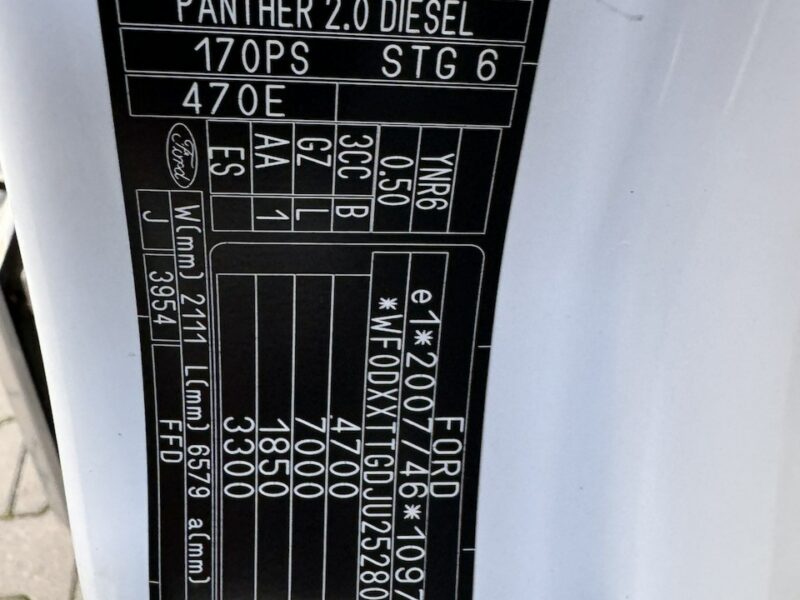 PANTHER 2.0 DIESEL
170PS STG 6
470E
Ford
YNR6
0.50
3CC B
GZ L
AA 1
ES
FORD
e1*2007/46*1097
*WF0DXXTTGDJU25280
4700
7000
1850
3300
W(mm) 2111 L(mm) 6579 a(mm)
J 3954 FFD